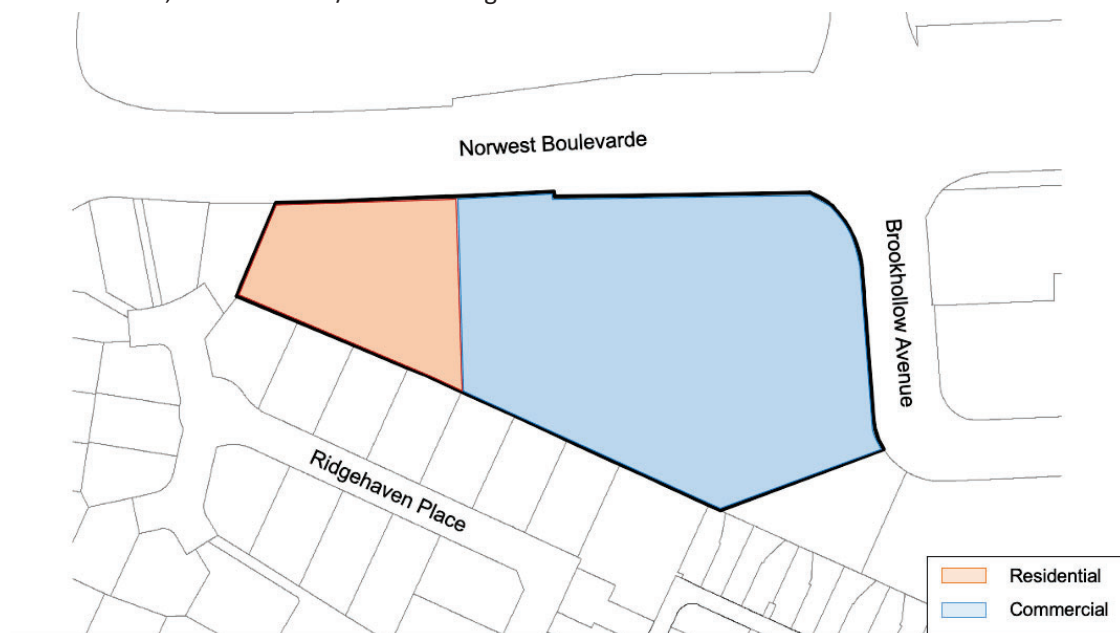 Norwest Boulevarde
Brookhollow Avenue
Ridgehaven Place
Residential
Commercial